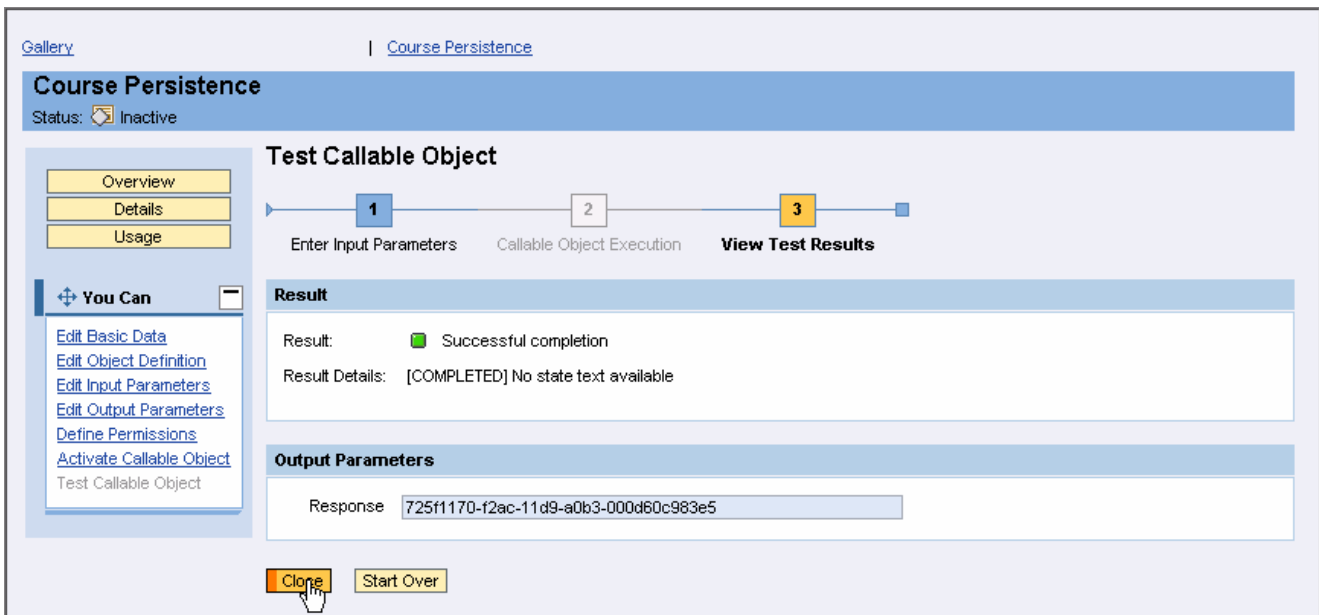 Gallery | Course Persistence
Course Persistence
Status: Inactive
Overview
Details
Usage
You Can
Edit Basic Data
Edit Object Definition
Edit Input Parameters
Edit Output Parameters
Define Permissions
Activate Callable Object
Test Callable Object
Test Callable Object
1 2 3
Enter Input Parameters Callable Object Execution View Test Results
Result
Result: Successful completion
Result Details: [COMPLETED] No state text available
Output Parameters
Response 725f1170-f2ac-11d9-a0b3-000d60c983e5
Close Start Over